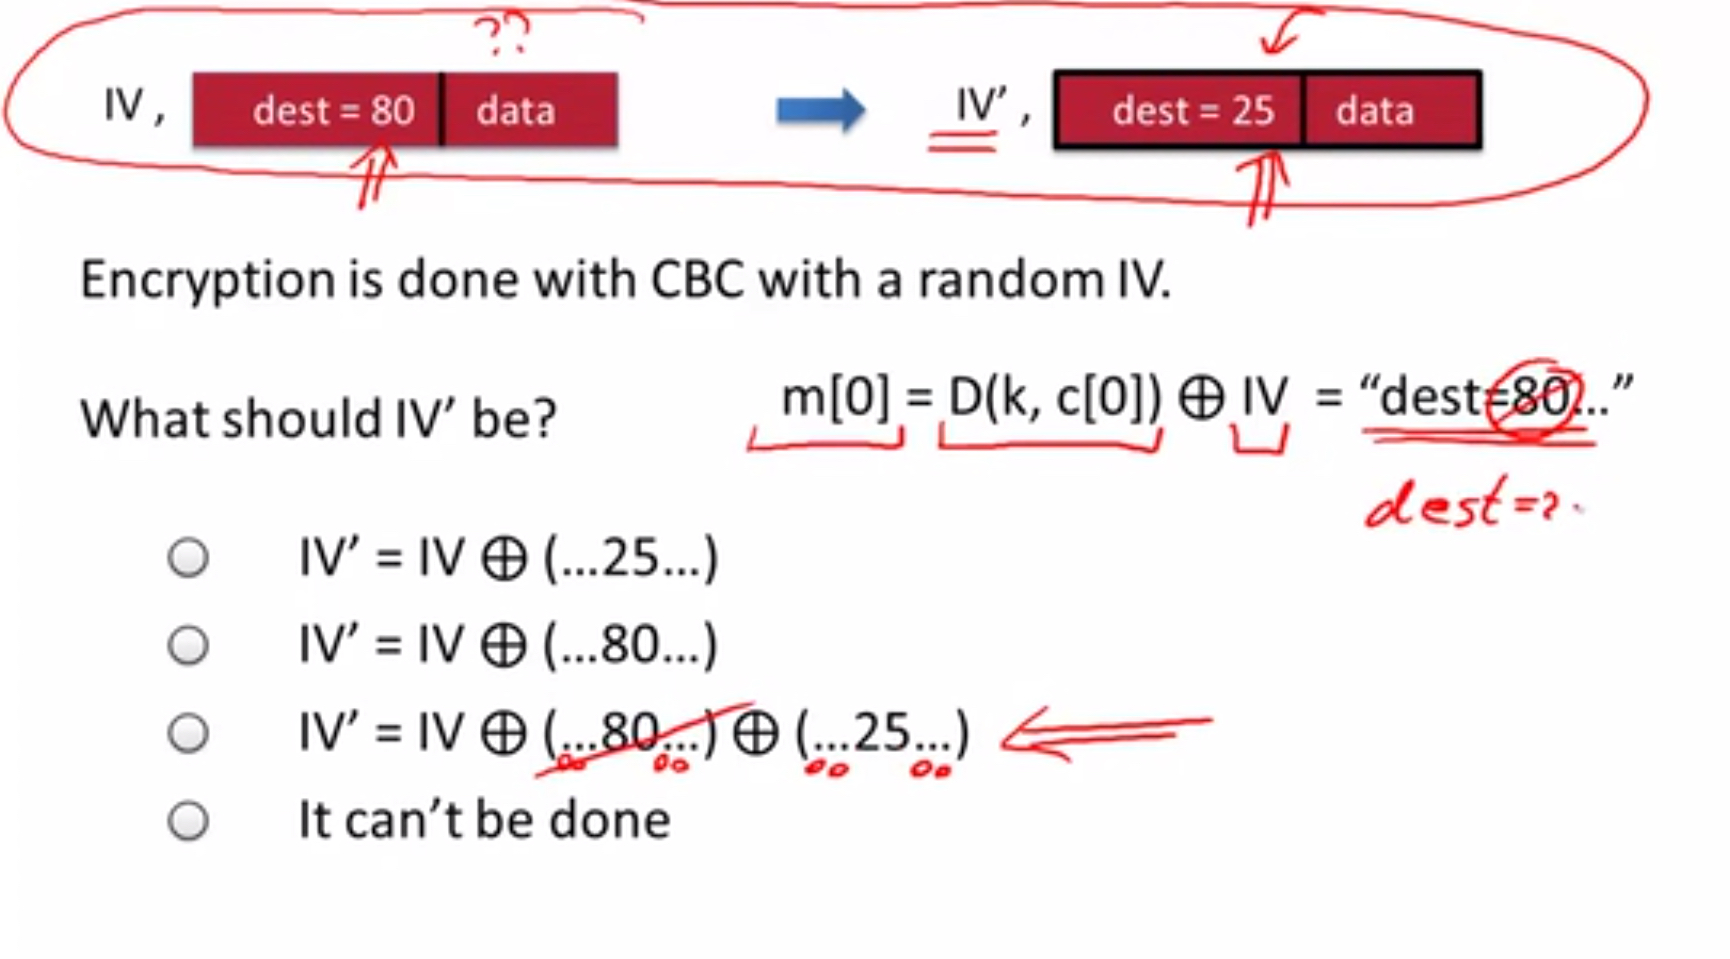 ??
IV , dest = 80 data IV’ , dest = 25 data
Encryption is done with CBC with a random IV.
What should IV’ be? m[0] = D(k, c[0]) ⊕ IV = “dest=80...”
dest=?
IV’ = IV ⊕ (...25...)
IV’ = IV ⊕ (...80...)
IV’ = IV ⊕ (...80...) ⊕ (...25...)
It can’t be done